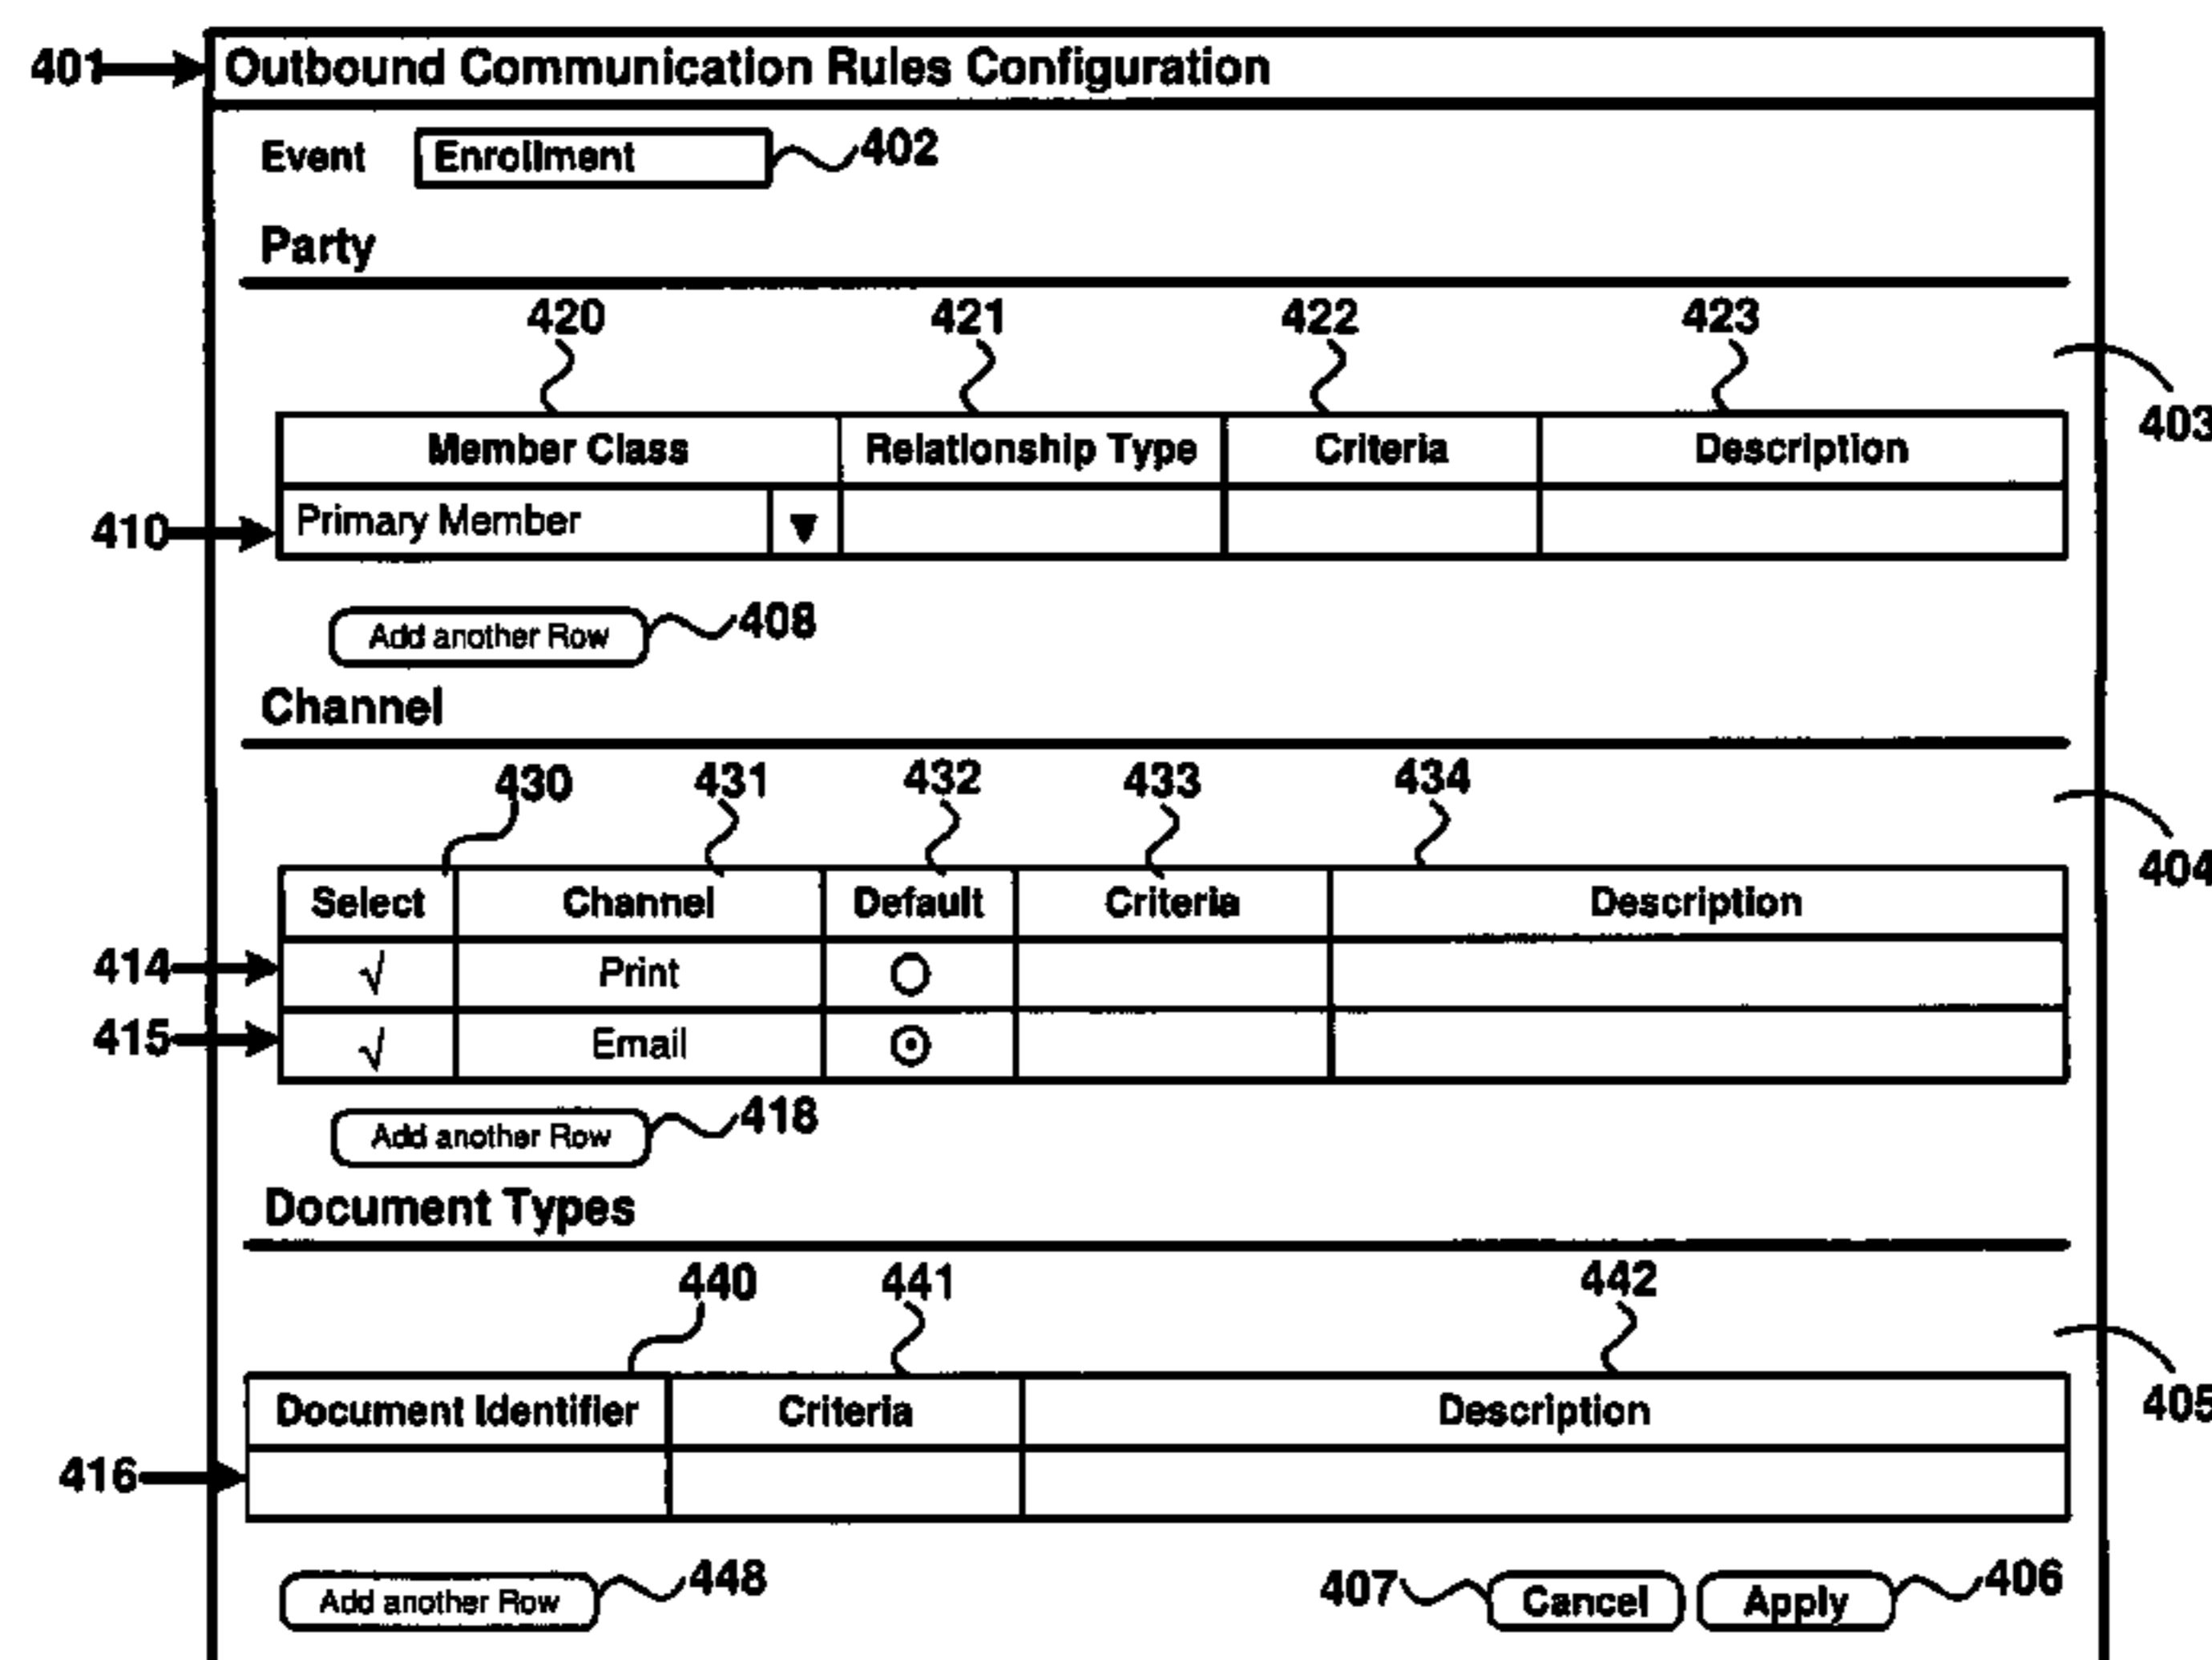 401 Outbound Communication Rules Configuration
Event Enrollment 402
Party
420 421 422 423
403
Member Class Relationship Type Criteria Description
410 Primary Member ▼
Add another Row 408
Channel
430 431 432 433 434
404
Select Channel Default Criteria Description
414 √ Print
415 √ Email
Add another Row 418
Document Types
440 441 442
405
Document Identifier Criteria Description
416
Add another Row 448 407 Cancel Apply 406